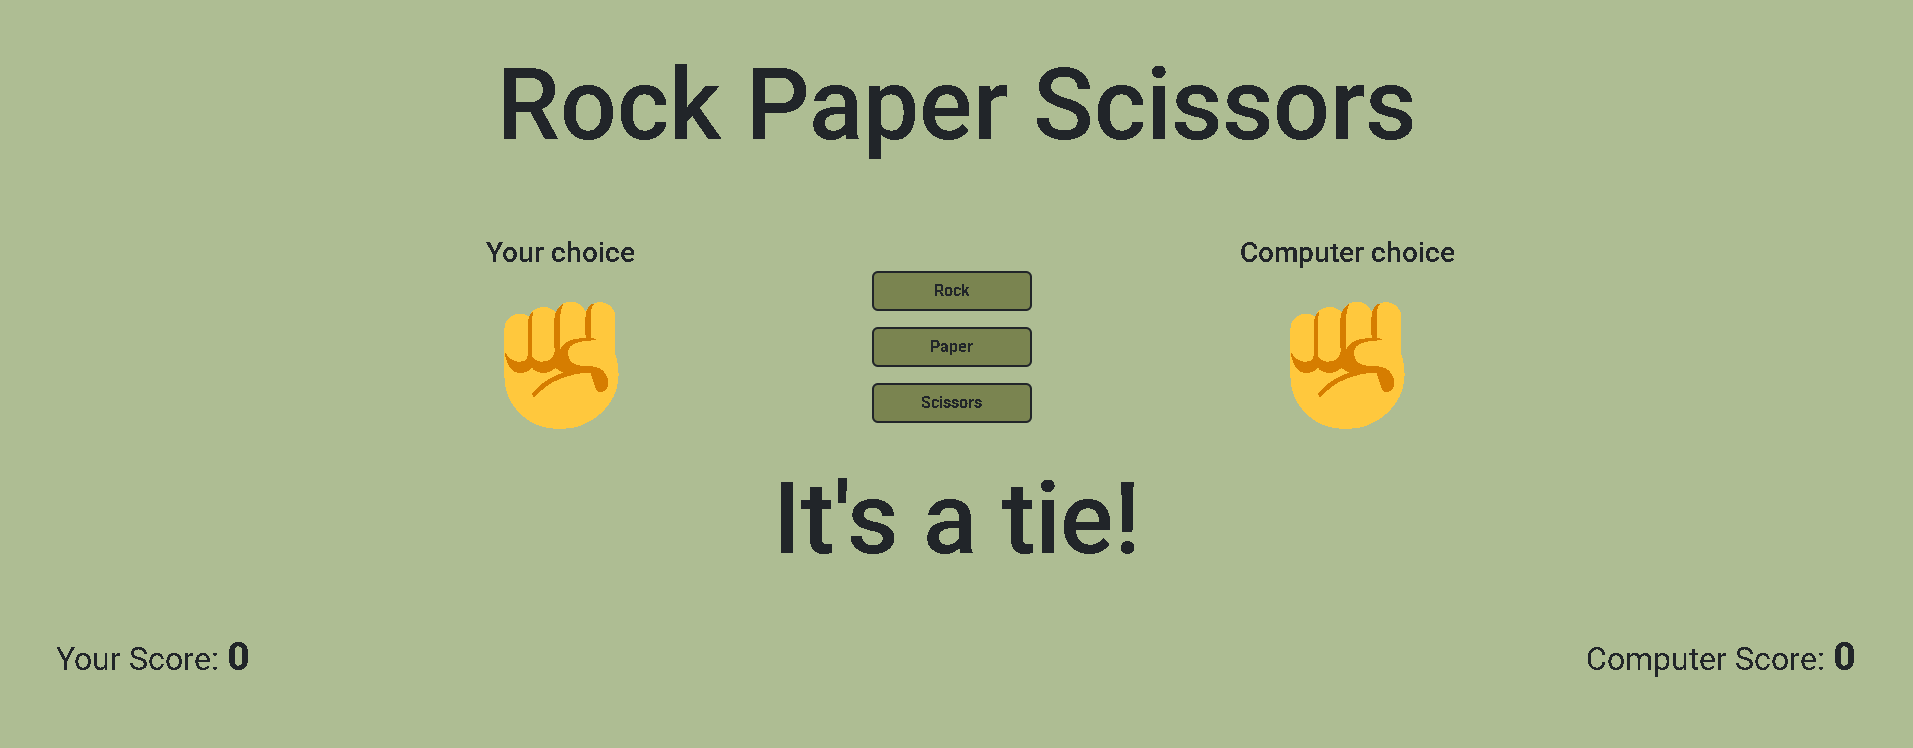 Rock Paper Scissors
Your choice
Computer choice
Rock
Paper
Scissors
It's a tie!
Your Score: 0
Computer Score: 0